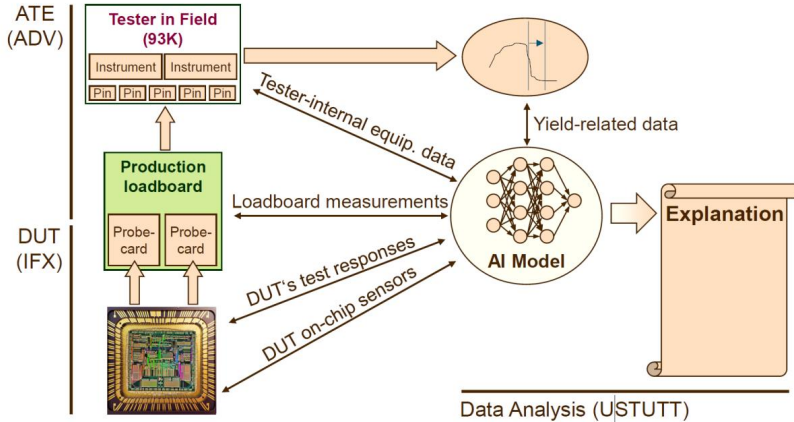 ATE
(ADV)
Tester in Field
(93K)
Instrument Instrument
Pin Pin Pin Pin Pin
Tester-internal equip. data
Yield-related data
Production
loadboard
Loadboard measurements
Probe-
card
Probe-
card
AI Model
Explanation
DUT
(IFX)
DUT‘s test responses
DUT on-chip sensors
Data Analysis (USTUTT)